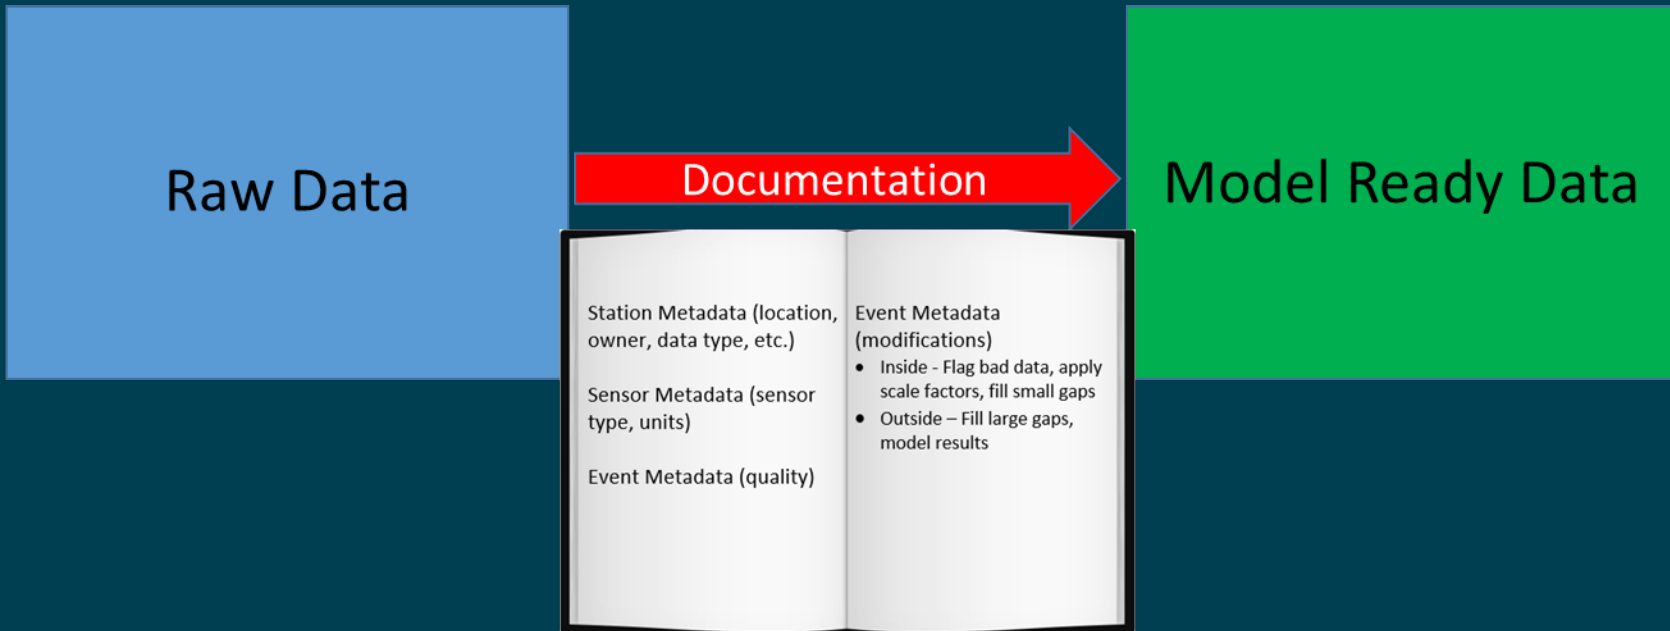 Raw Data
Documentation
Model Ready Data
Station Metadata (location,
owner, data type, etc.)
Sensor Metadata (sensor
type, units)
Event Metadata (quality)
Event Metadata
(modifications)
• Inside - Flag bad data, apply
scale factors, fill small gaps
• Outside – Fill large gaps,
model results